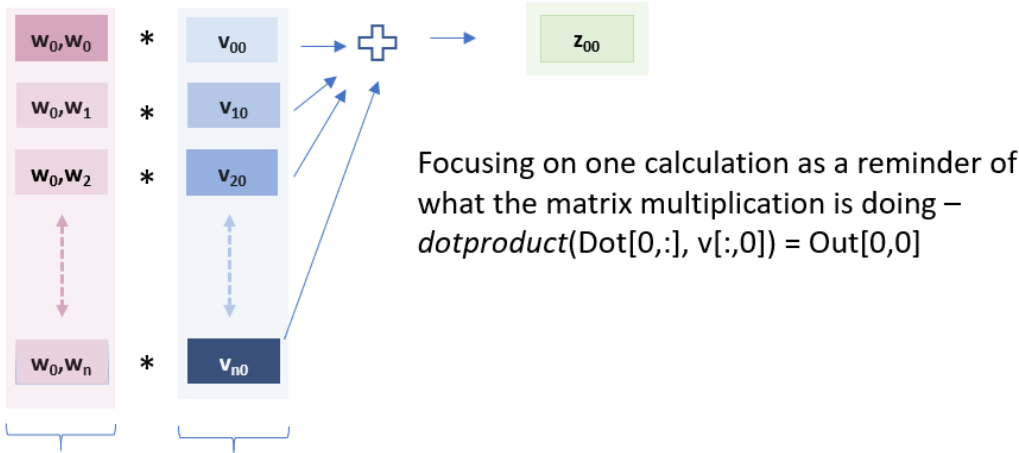 w₀,w₀ * v₀₀ z₀₀
w₀,w₁ * v₁₀
w₀,w₂ * v₂₀
Focusing on one calculation as a reminder of
what the matrix multiplication is doing –
dotproduct(Dot[0,:], v[:,0]) = Out[0,0]
w₀,wₙ * vₙ₀